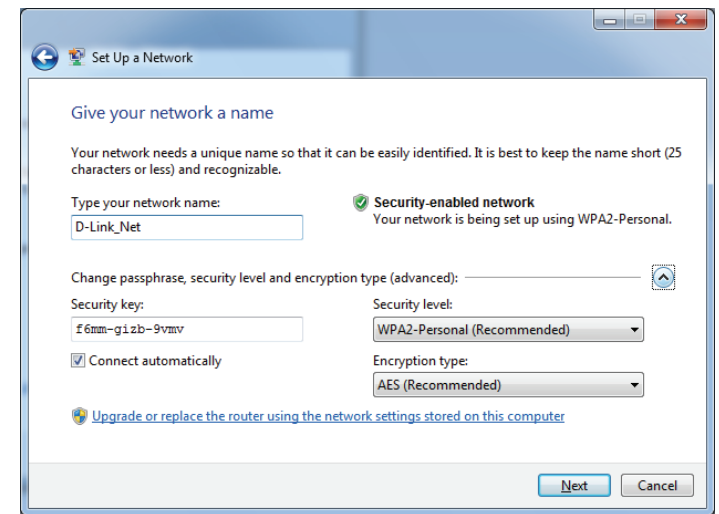 Set Up a Network
Give your network a name
Your network needs a unique name so that it can be easily identified. It is best to keep the name short (25
characters or less) and recognizable.
Type your network name:
D-Link_Net
Security-enabled network
Your network is being set up using WPA2-Personal.
Change passphrase, security level and encryption type (advanced):
Security key:
f6mm-gizb-9vmv
Security level:
WPA2-Personal (Recommended)
Connect automatically
Encryption type:
AES (Recommended)
Upgrade or replace the router using the network settings stored on this computer
Next
Cancel